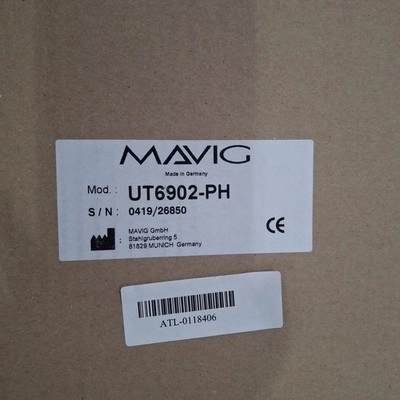 MAVIG
Made in Germany
Mod. : UT6902-PH
S / N : 0419/26850
CE
: MAVIG GmbH
Stahlgruberring 5
81829 MUNICH Germany
ATL-0118406